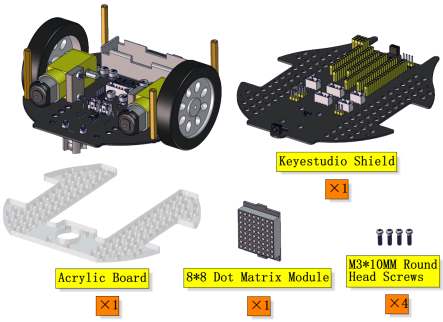 Keyestudio Shield
×1
Acrylic Board
×1
8*8 Dot Matrix Module
×1
M3*10MM Round
Head Screws
×4